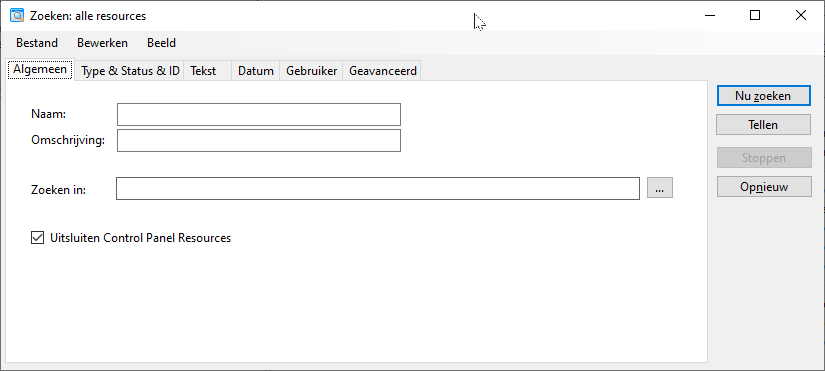 Zoeken: alle resources
Bestand Bewerken Beeld
Algemeen Type & Status & ID Tekst Datum Gebruiker Geavanceerd
Naam:
Omschrijving:
Zoeken in:
...
Uitsluiten Control Panel Resources
Nu zoeken
Tellen
Stoppen
Opnieuw